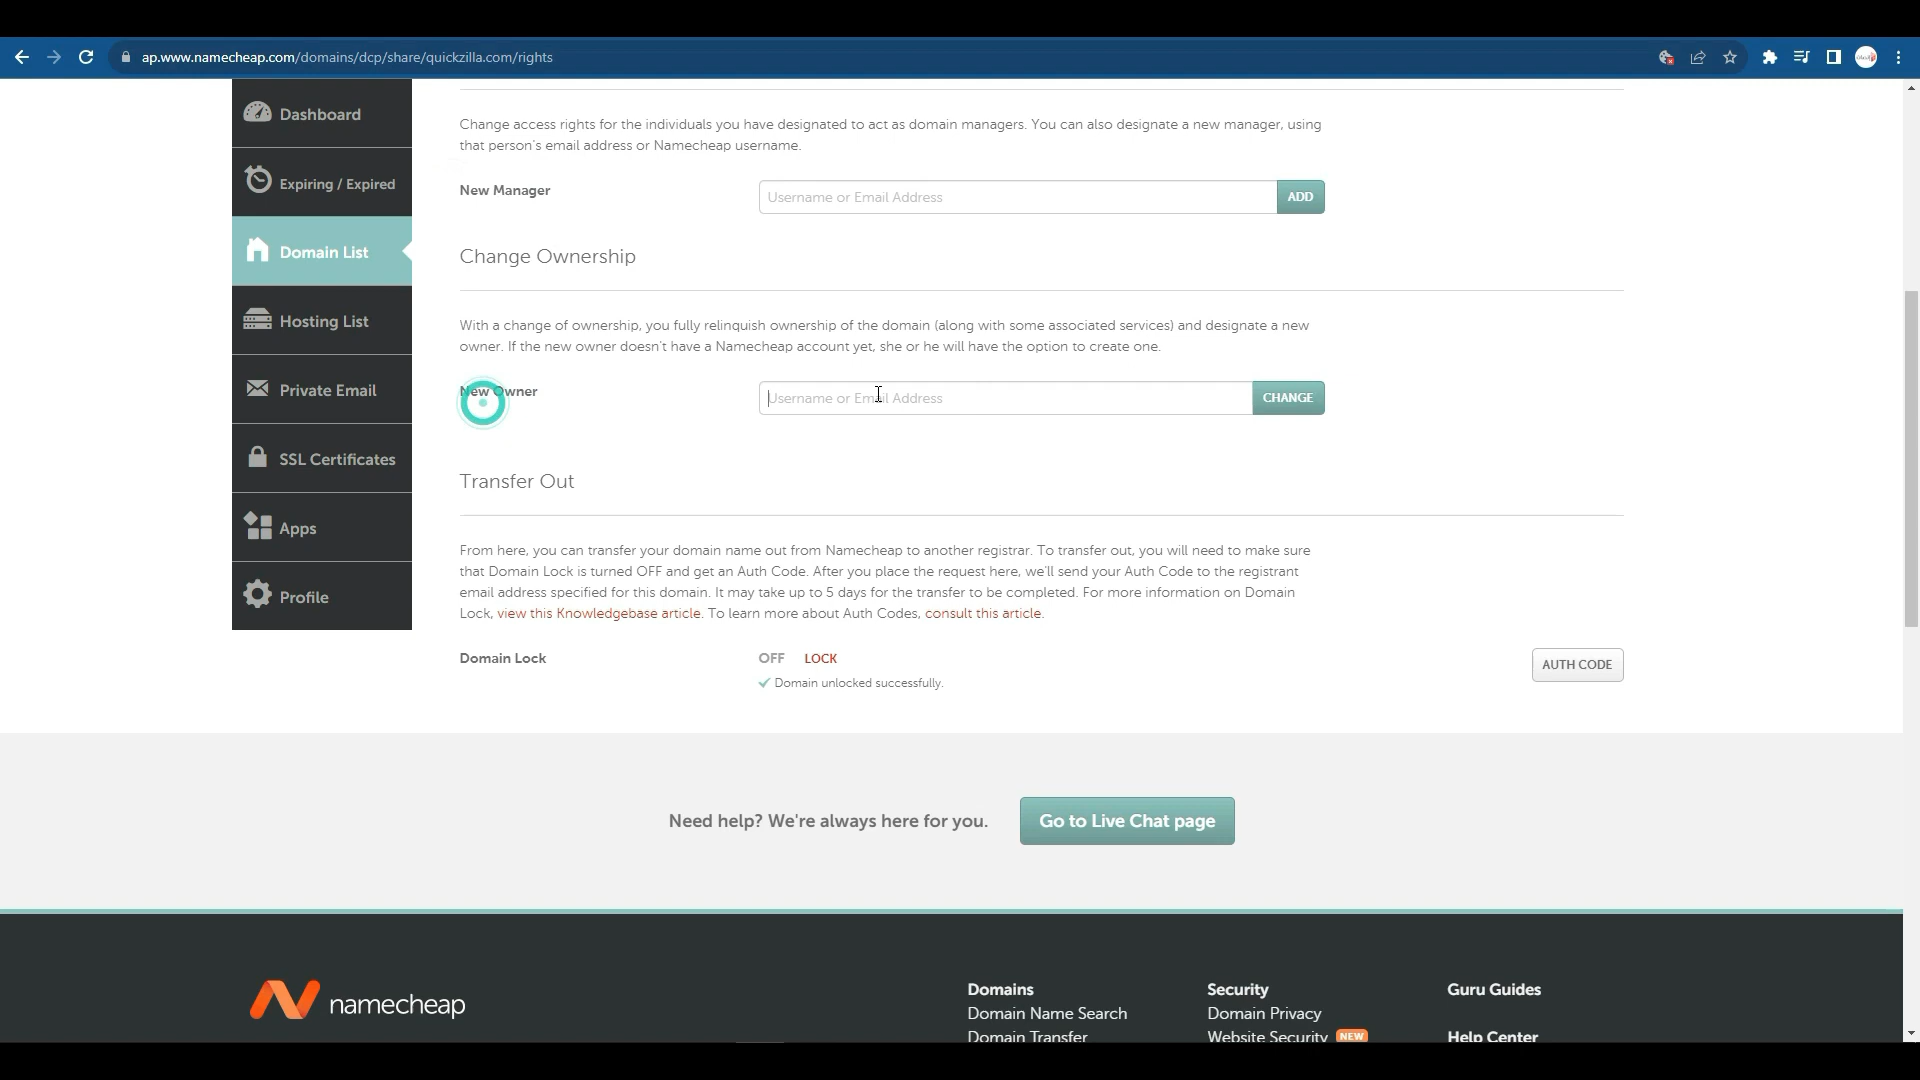 ap.www.namecheap.com/domains/dcp/share/quickzilla.com/rights
Dashboard
Expiring / Expired
Domain List
Hosting List
Private Email
SSL Certificates
Apps
Profile
Change access rights for the individuals you have designated to act as domain managers. You can also designate a new manager, using
that person's email address or Namecheap username.
New Manager
Username or Email Address
ADD
Change Ownership
With a change of ownership, you fully relinquish ownership of the domain (along with some associated services) and designate a new
owner. If the new owner doesn't have a Namecheap account yet, she or he will have the option to create one.
New Owner
Username or Email Address
CHANGE
Transfer Out
From here, you can transfer your domain name out from Namecheap to another registrar. To transfer out, you will need to make sure
that Domain Lock is turned OFF and get an Auth Code. After you place the request here, we'll send your Auth Code to the registrant
email address specified for this domain. It may take up to 5 days for the transfer to be completed. For more information on Domain
Lock, view this Knowledgebase article. To learn more about Auth Codes, consult this article.
Domain Lock
OFF LOCK
Domain unlocked successfully.
AUTH CODE
Need help? We're always here for you.
Go to Live Chat page
namecheap
Domains
Domain Name Search
Domain Transfer
Security
Domain Privacy
Website Security NEW
Guru Guides
Help Center